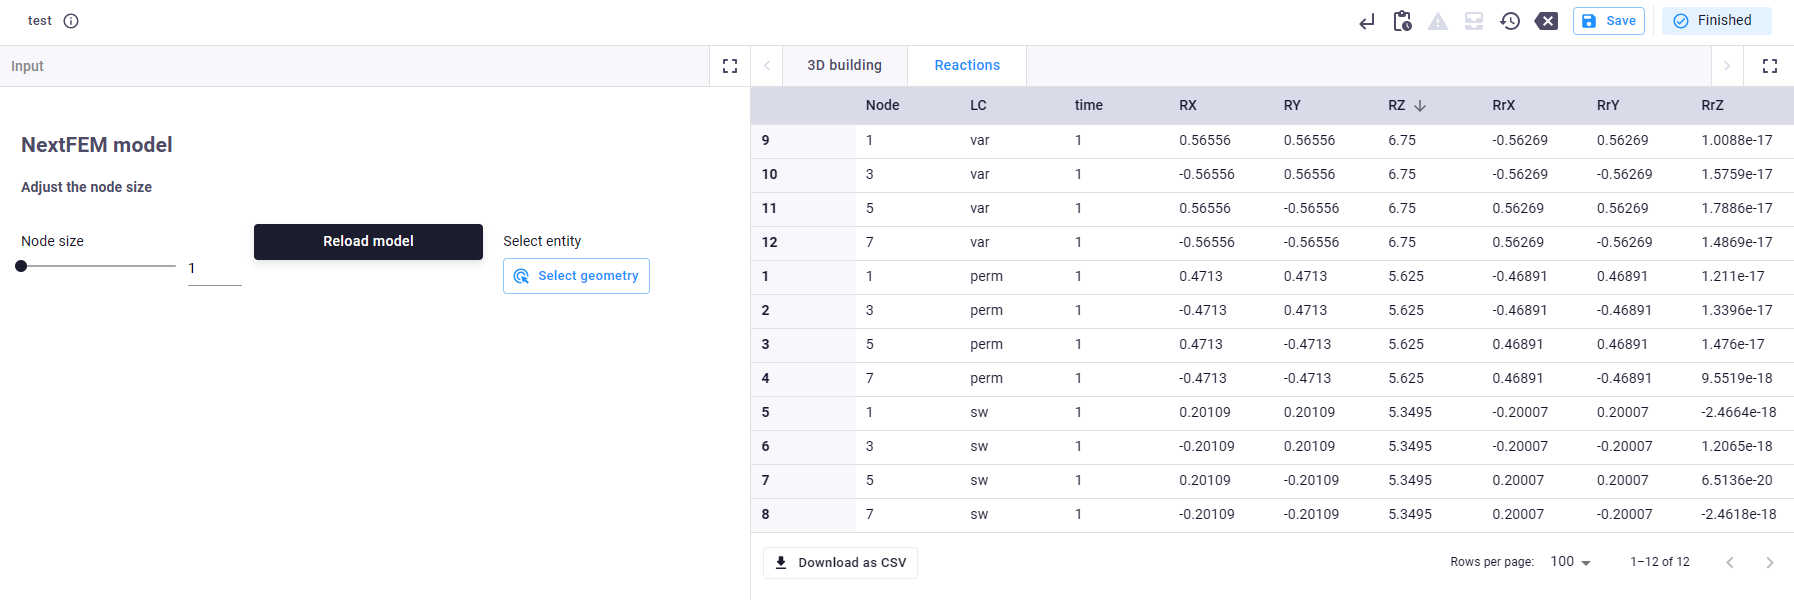 test
Save
Finished
Input
3D building
Reactions
NextFEM model
Adjust the node size
Node size
1
Reload model
Select entity
Select geometry
Node LC time RX RY RZ RrX RrY RrZ
9 1 var 1 0.56556 0.56556 6.75 -0.56269 0.56269 1.0088e-17
10 3 var 1 -0.56556 0.56556 6.75 -0.56269 -0.56269 1.5759e-17
11 5 var 1 0.56556 -0.56556 6.75 0.56269 0.56269 1.7886e-17
12 7 var 1 -0.56556 -0.56556 6.75 0.56269 -0.56269 1.4869e-17
1 1 perm 1 0.4713 0.4713 5.625 -0.46891 0.46891 1.211e-17
2 3 perm 1 -0.4713 0.4713 5.625 -0.46891 -0.46891 1.3396e-17
3 5 perm 1 0.4713 -0.4713 5.625 0.46891 0.46891 1.476e-17
4 7 perm 1 -0.4713 -0.4713 5.625 0.46891 -0.46891 9.5519e-18
5 1 sw 1 0.20109 0.20109 5.3495 -0.20007 0.20007 -2.4664e-18
6 3 sw 1 -0.20109 0.20109 5.3495 -0.20007 -0.20007 1.2065e-18
7 5 sw 1 0.20109 -0.20109 5.3495 0.20007 0.20007 6.5136e-20
8 7 sw 1 -0.20109 -0.20109 5.3495 0.20007 -0.20007 -2.4618e-18
Download as CSV
Rows per page: 100 1–12 of 12